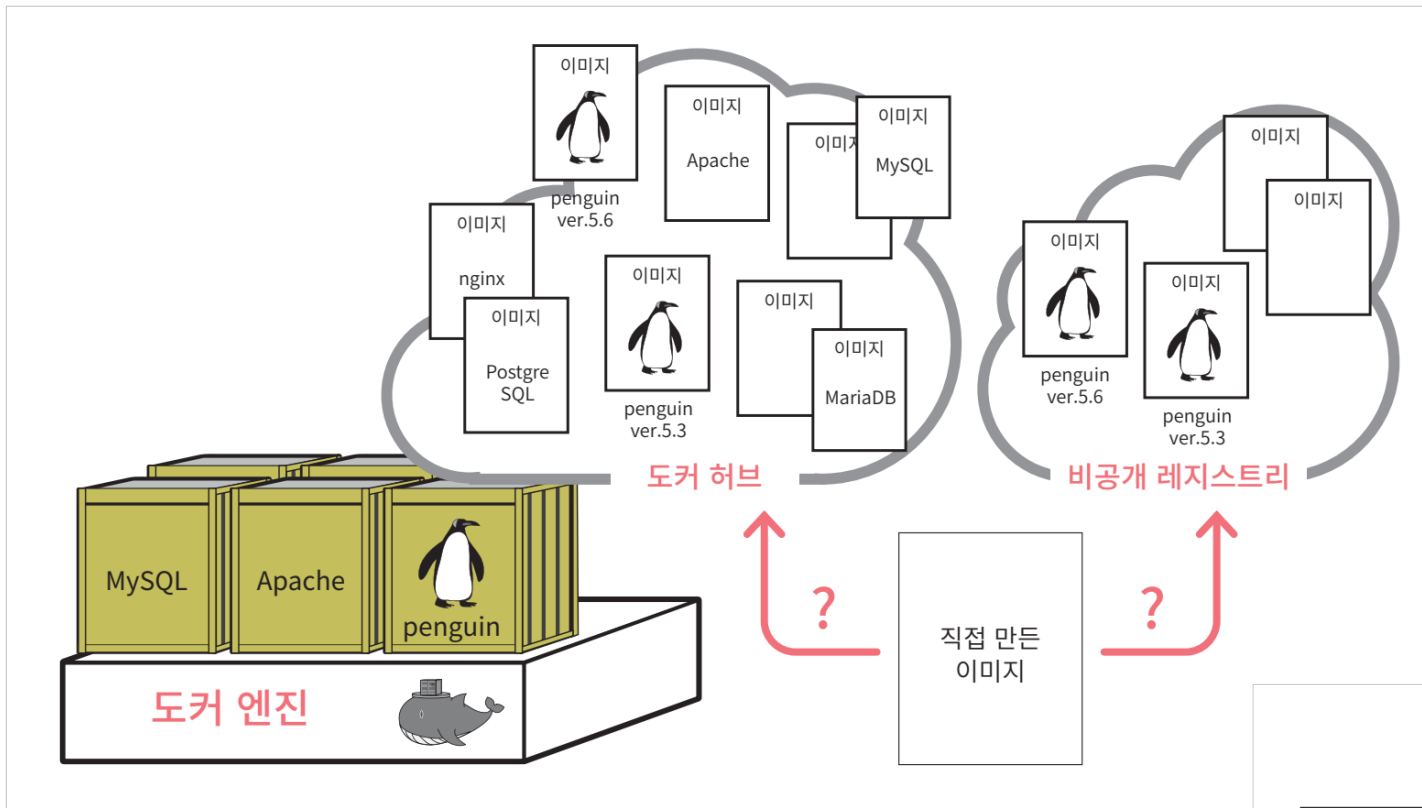 이미지
penguin
ver.5.6
이미지
Apache
이미지
이미지
MySQL
이미지
nginx
이미지
Postgre
SQL
이미지
penguin
ver.5.3
이미지
이미지
MariaDB
도커 허브
이미지
이미지
이미지
penguin
ver.5.6
이미지
penguin
ver.5.3
비공개 레지스트리
MySQL
Apache
penguin
도커 엔진
?
직접 만든
이미지
?